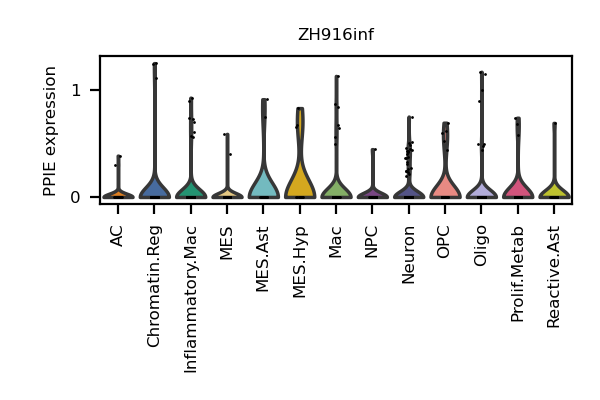 ZH916inf
PPIE expression
1
0
AC
Chromatin.Reg
Inflammatory.Mac
MES
MES.Ast
MES.Hyp
Mac
NPC
Neuron
OPC
Oligo
Prolif.Metab
Reactive.Ast